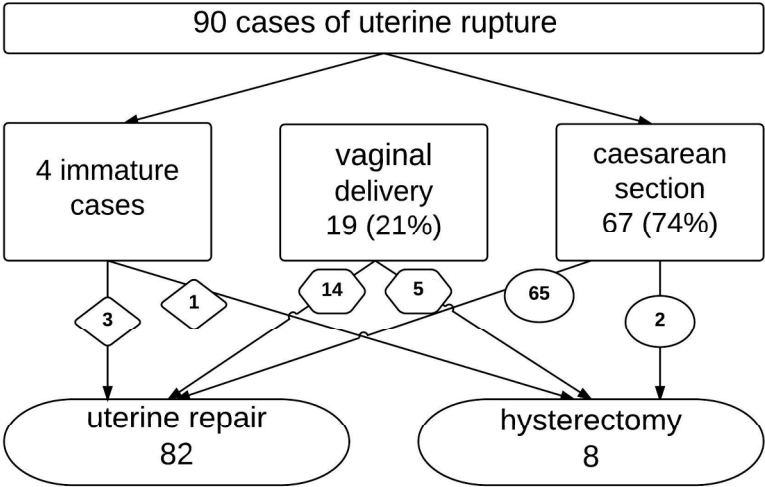 90 cases of uterine rupture
4 immature
cases
vaginal
delivery
19 (21%)
caesarean
section
67 (74%)
3
1
14
5
65
2
uterine repair
82
hysterectomy
8